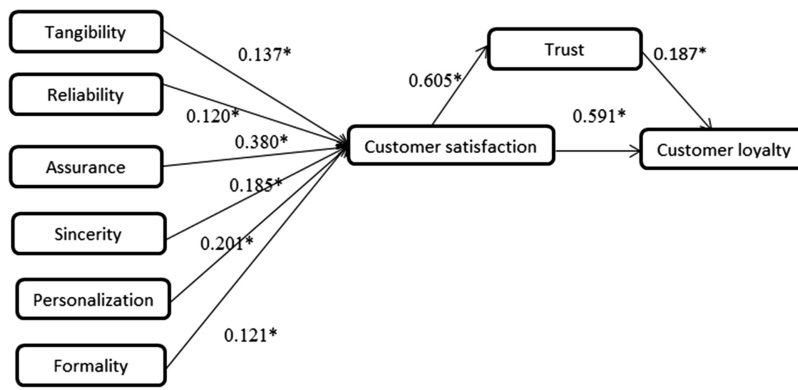 Tangibility
Reliability
Assurance
Sincerity
Personalization
Formality
0.137*
0.120*
0.380*
0.185*
0.201*
0.121*
Customer satisfaction
0.605*
Trust
0.187*
0.591*
Customer loyalty